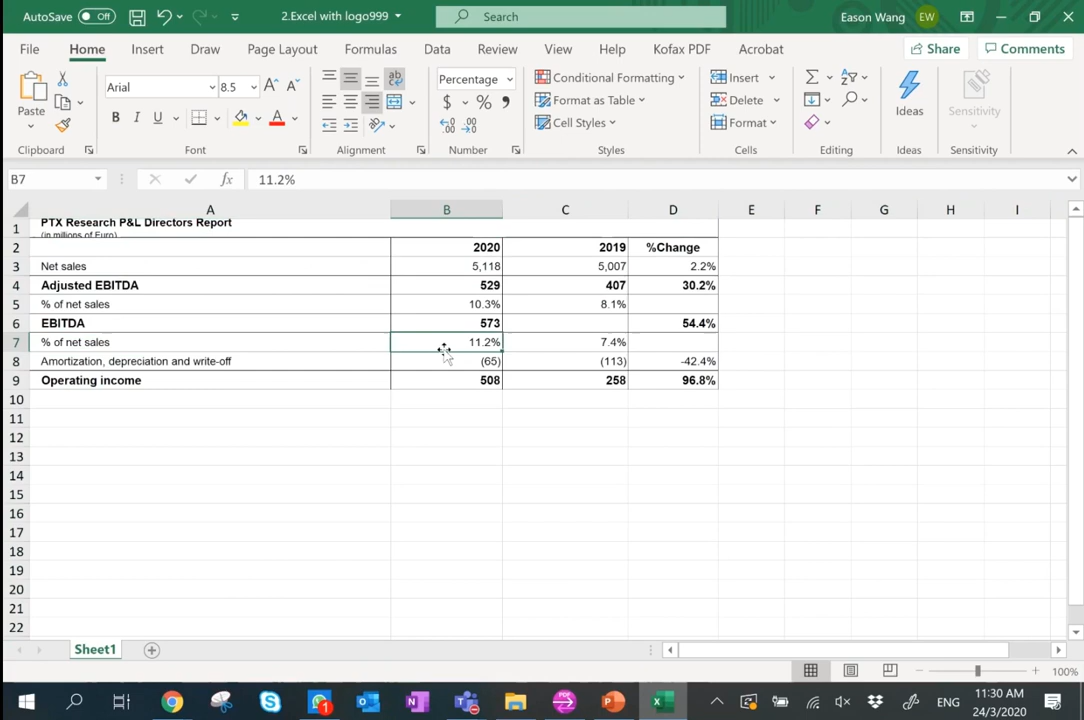 AutoSave Off 2.Excel with logo999 Search Eason Wang EW
File Home Insert Draw Page Layout Formulas Data Review View Help Kofax PDF Acrobat Share Comments
Paste Arial 8.5 A A Percentage Conditional Formatting Insert
B I U A $ % Format as Table Delete Ideas Sensitivity
Cell Styles Format
Clipboard Font Alignment Number Styles Cells Editing Ideas Sensitivity
B7 fx 11.2%
A B C D E F G H I
1 PTX Research P&L Directors Report
(in millions of Euro)
2 2020 2019 %Change
3 Net sales 5,118 5,007 2.2%
4 Adjusted EBITDA 529 407 30.2%
5 % of net sales 10.3% 8.1%
6 EBITDA 573 54.4%
7 % of net sales 11.2% 7.4%
8 Amortization, depreciation and write-off (65) (113) -42.4%
9 Operating income 508 258 96.8%
10
11
12
13
14
15
16
17
18
19
20
21
22
Sheet1
100%
11:30 AM
ENG
24/3/2020